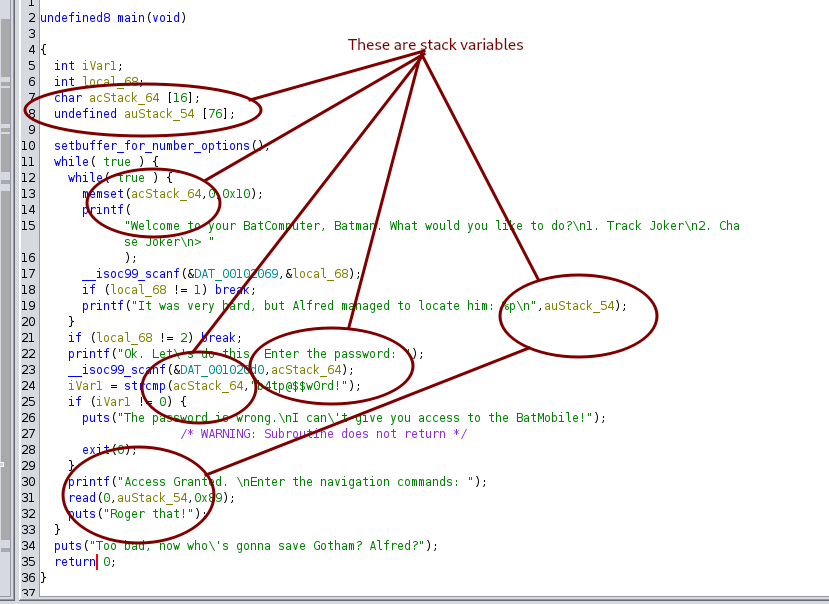 These are stack variables
1
2 undefined8 main(void)
3
4 {
5 int iVar1;
6 int local_68;
7 char acStack_64 [16];
8 undefined auStack_54 [76];
9
10 setbuffer_for_number_options();
11 while( true ) {
12 while( true ) {
13 memset(acStack_64,0,0x10);
14 printf(
15 "Welcome to your BatComputer, Batman. What would you like to do?\n1. Track Joker\n2. Cha
se Joker\n> "
16 );
17 __isoc99_scanf(&DAT_00102069,&local_68);
18 if (local_68 != 1) break;
19 printf("It was very hard, but Alfred managed to locate him: %p\n",auStack_54);
20 }
21 if (local_68 != 2) break;
22 printf("Ok. Let\'s do this. Enter the password: ");
23 __isoc99_scanf(&DAT_001020d0,acStack_64);
24 iVar1 = strcmp(acStack_64,"b4tp@$$w0rd!");
25 if (iVar1 != 0) {
26 puts("The password is wrong.\nI can\'t give you access to the BatMobile!");
27 /* WARNING: Subroutine does not return */
28 exit(0);
29 }
30 printf("Access Granted. \nEnter the navigation commands: ");
31 read(0,auStack_54,0x89);
32 puts("Roger that!");
33 }
34 puts("Too bad, now who\'s gonna save Gotham? Alfred?");
35 return 0;
36 }
37